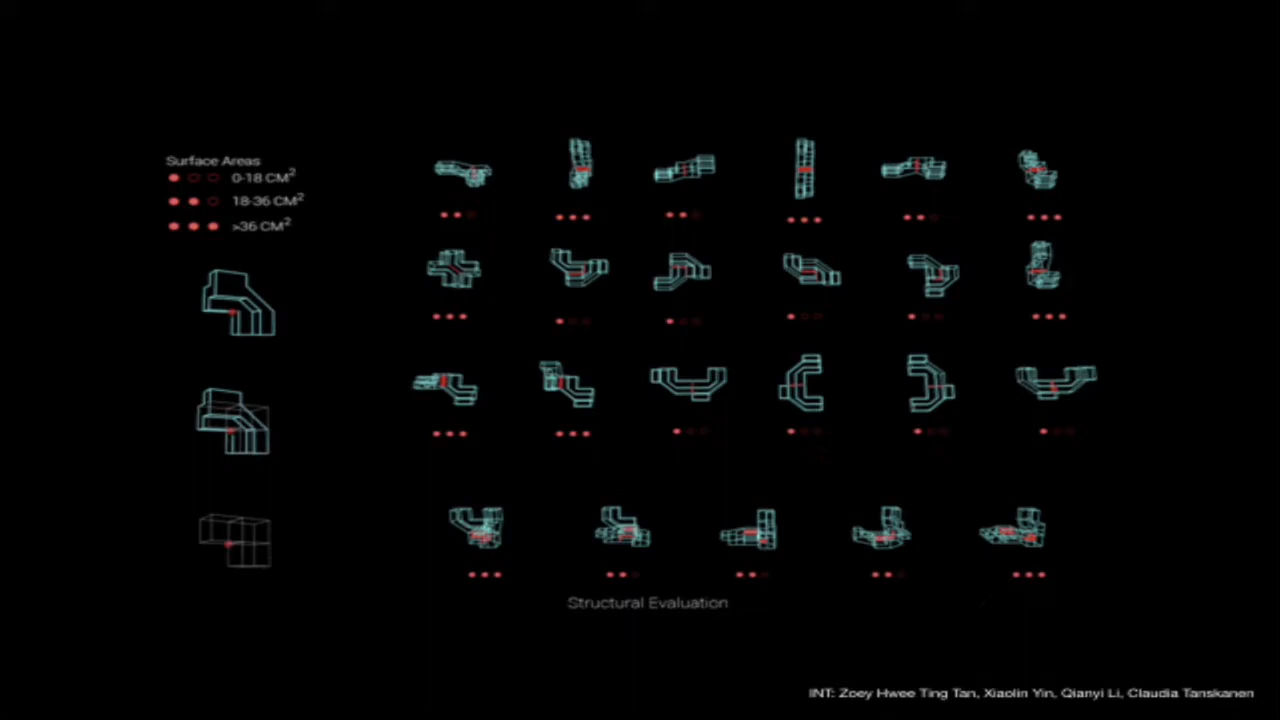 Surface Areas
0-18 CM²
18-36 CM²
>36 CM²
Structural Evaluation
INT: Zoey Hwee Ting Tan, Xiaolin Yin, Qianyi Li, Claudia Tanskanen